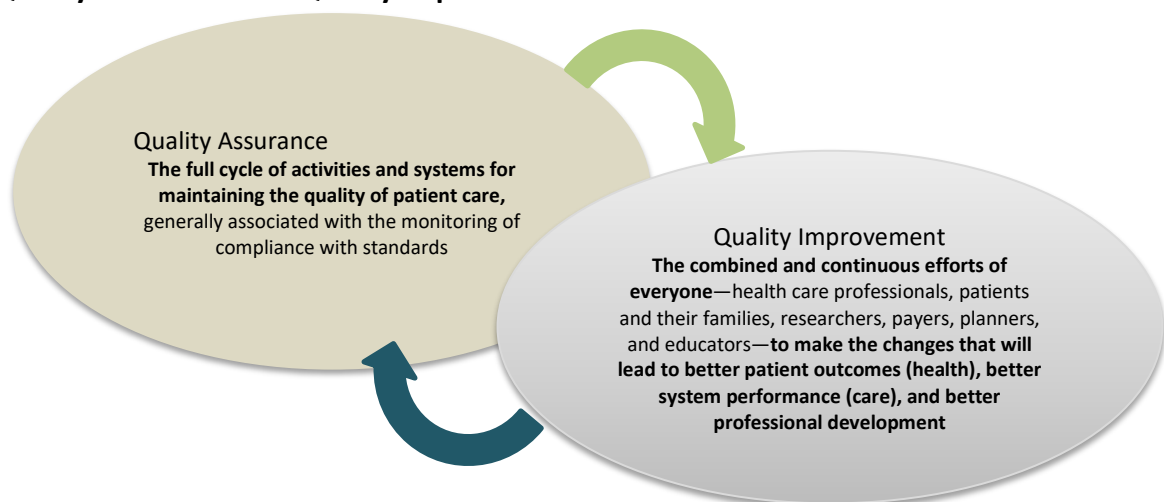 Quality Assurance
The full cycle of activities and systems for
maintaining the quality of patient care,
generally associated with the monitoring of
compliance with standards
Quality Improvement
The combined and continuous efforts of
everyone—health care professionals, patients
and their families, researchers, payers, planners,
and educators—to make the changes that will
lead to better patient outcomes (health), better
system performance (care), and better
professional development